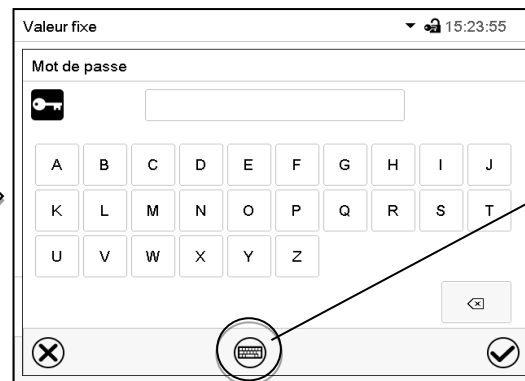 Valeur fixe 15:23:55
Mot de passe
A B C D E F G H I J
K L M N O P Q R S T
U V W X Y Z